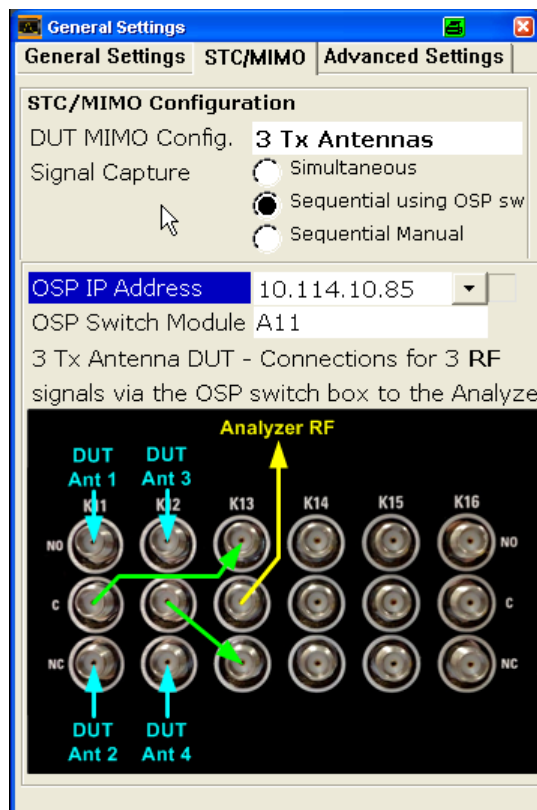 General Settings
General Settings STC/MIMO Advanced Settings
STC/MIMO Configuration
DUT MIMO Config. 3 Tx Antennas
Signal Capture Simultaneous
Sequential using OSP sw
Sequential Manual
OSP IP Address 10.114.10.85
OSP Switch Module A11
3 Tx Antenna DUT - Connections for 3 RF
signals via the OSP switch box to the Analyze
Analyzer RF
DUT DUT
Ant 1 Ant 3
K11 K12 K13 K14 K15 K16
NO NO
C C
NC NC
DUT DUT
Ant 2 Ant 4